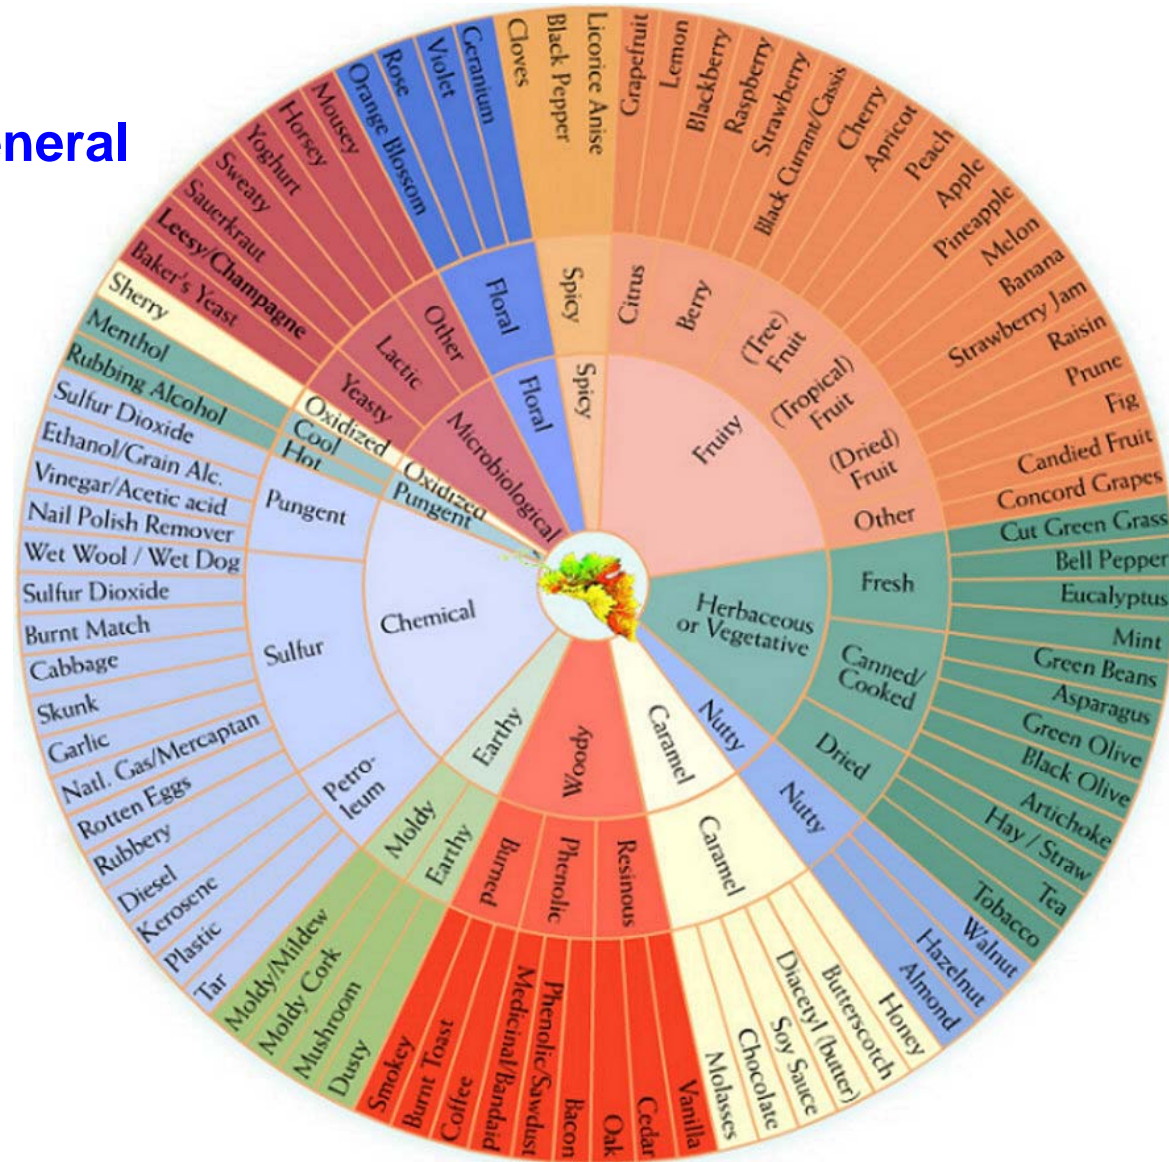 neral
Fruity
Citrus
Grapefruit
Lemon
Berry
Blackberry
Raspberry
Strawberry
Black Currant/Cassis
(Tree)
Fruit
Cherry
Apricot
Peach
Apple
(Tropical)
Fruit
Pineapple
Melon
Banana
(Dried)
Fruit
Strawberry Jam
Raisin
Prune
Fig
Other
Candied Fruit
Concord Grapes
Herbaceous
or Vegetative
Fresh
Cut Green Grass
Bell Pepper
Eucalyptus
Mint
Canned/
Cooked
Green Beans
Asparagus
Green Olive
Black Olive
Artichoke
Dried
Hay / Straw
Tea
Tobacco
Nutty
Nutty
Walnut
Hazelnut
Almond
Caramel
Caramel
Honey
Butterscotch
Diacetyl (butter)
Soy Sauce
Chocolate
Molasses
Woody
Resinous
Vanilla
Cedar
Oak
Phenolic
Bacon
Phenolic/Sawdust
Medicinal/Bandaid
Burned
Coffee
Burnt Toast
Smokey
Earthy
Earthy
Dusty
Mushroom
Moldy
Moldy Cork
Moldy/Mildew
Chemical
Petro-
leum
Tar
Plastic
Kerosene
Diesel
Sulfur
Rubbery
Rotten Eggs
Natl. Gas/Mercaptan
Garlic
Skunk
Cabbage
Burnt Match
Sulfur Dioxide
Wet Wool / Wet Dog
Pungent
Nail Polish Remover
Vinegar/Acetic acid
Ethanol/Grain Alc.
Sulfur Dioxide
Pungent
Hot
Rubbing Alcohol
Cool
Menthol
Oxidized
Oxidized
Sherry
Microbiological
Yeasty
Baker's Yeast
Leesy/Champagne
Lactic
Sauerkraut
Sweaty
Yoghurt
Other
Horsey
Mousey
Floral
Floral
Orange Blossom
Rose
Violet
Geranium
Spicy
Spicy
Cloves
Black Pepper
Licorice Anise